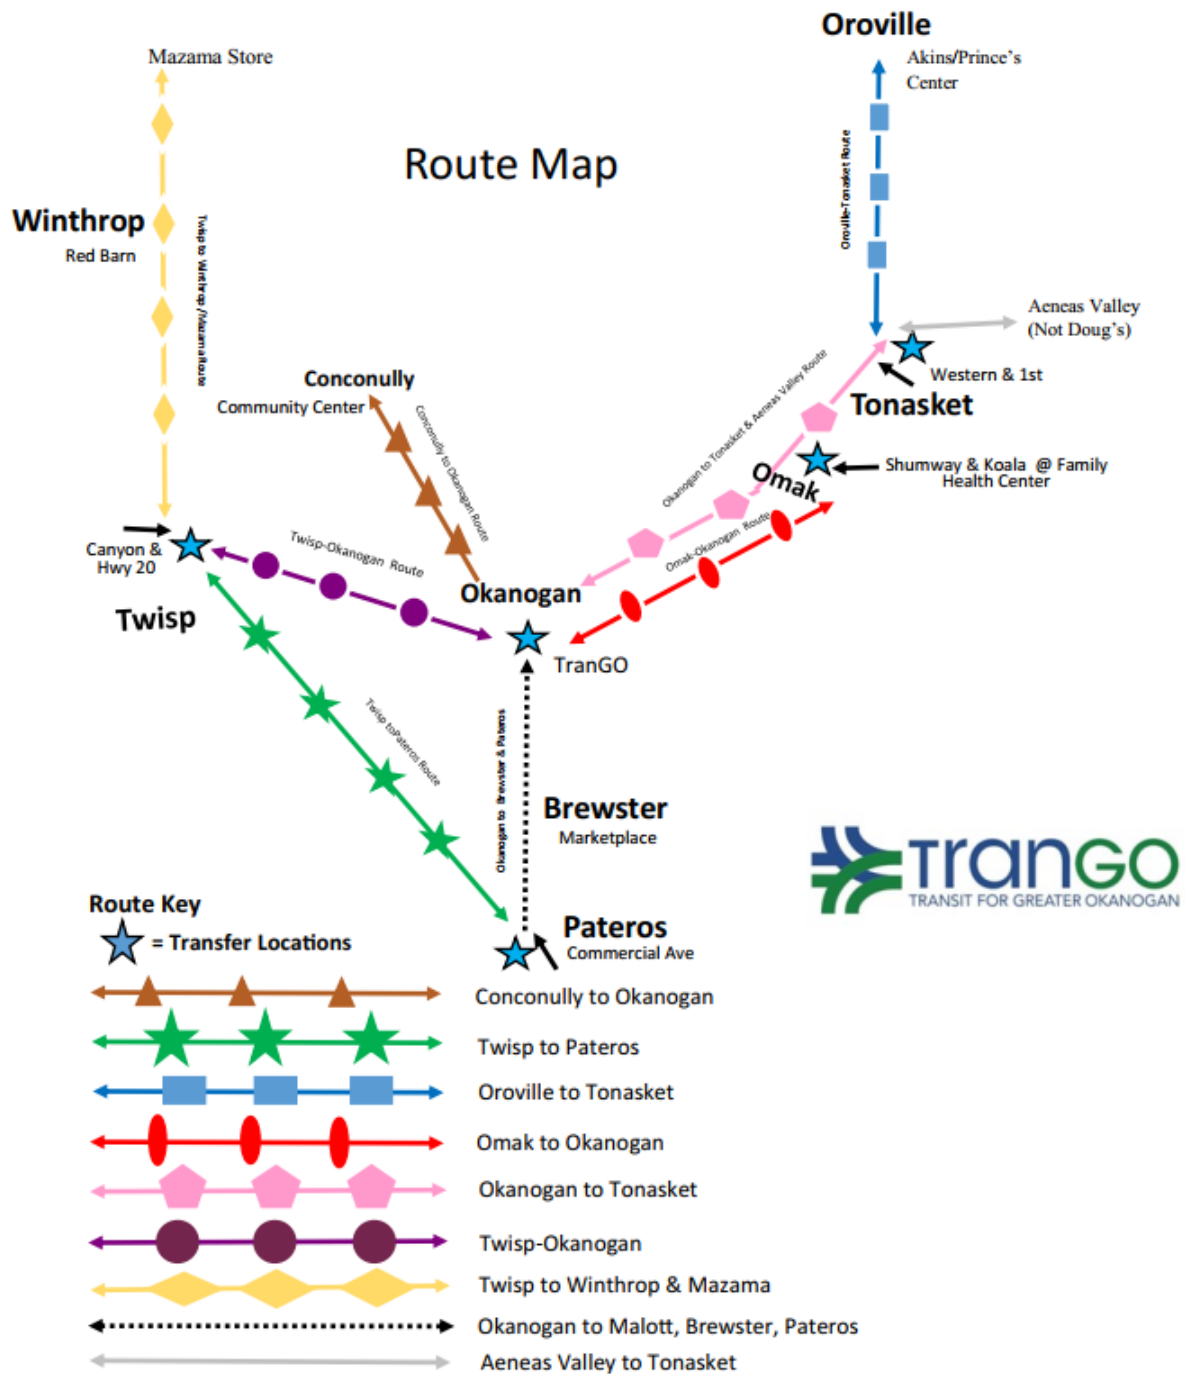 Oroville
Mazama Store
Akins/Prince's
Center
Route Map
Oroville-Tonasket Route
Winthrop
Red Barn
Twisp to Winthrop/Mazama Route
Aeneas Valley
(Not Doug's)
Western & 1st
Tonasket
Conconully
Community Center
Conconully to Okanogan Route
Okanogan to Tonasket & Aeneas Valley Route
Omak
Shumway & Koala @ Family
Health Center
Omak-Okanogan Route
Canyon &
Hwy 20
Twisp-Okanogan Route
Twisp
Okanogan
TranGO
Twisp toPateros Route
Okanogan to Brewster & Pateros
Brewster
Marketplace
TranGO
TRANSIT FOR GREATER OKANOGAN
Pateros
Commercial Ave
Route Key
= Transfer Locations
Conconully to Okanogan
Twisp to Pateros
Oroville to Tonasket
Omak to Okanogan
Okanogan to Tonasket
Twisp-Okanogan
Twisp to Winthrop & Mazama
Okanogan to Malott, Brewster, Pateros
Aeneas Valley to Tonasket